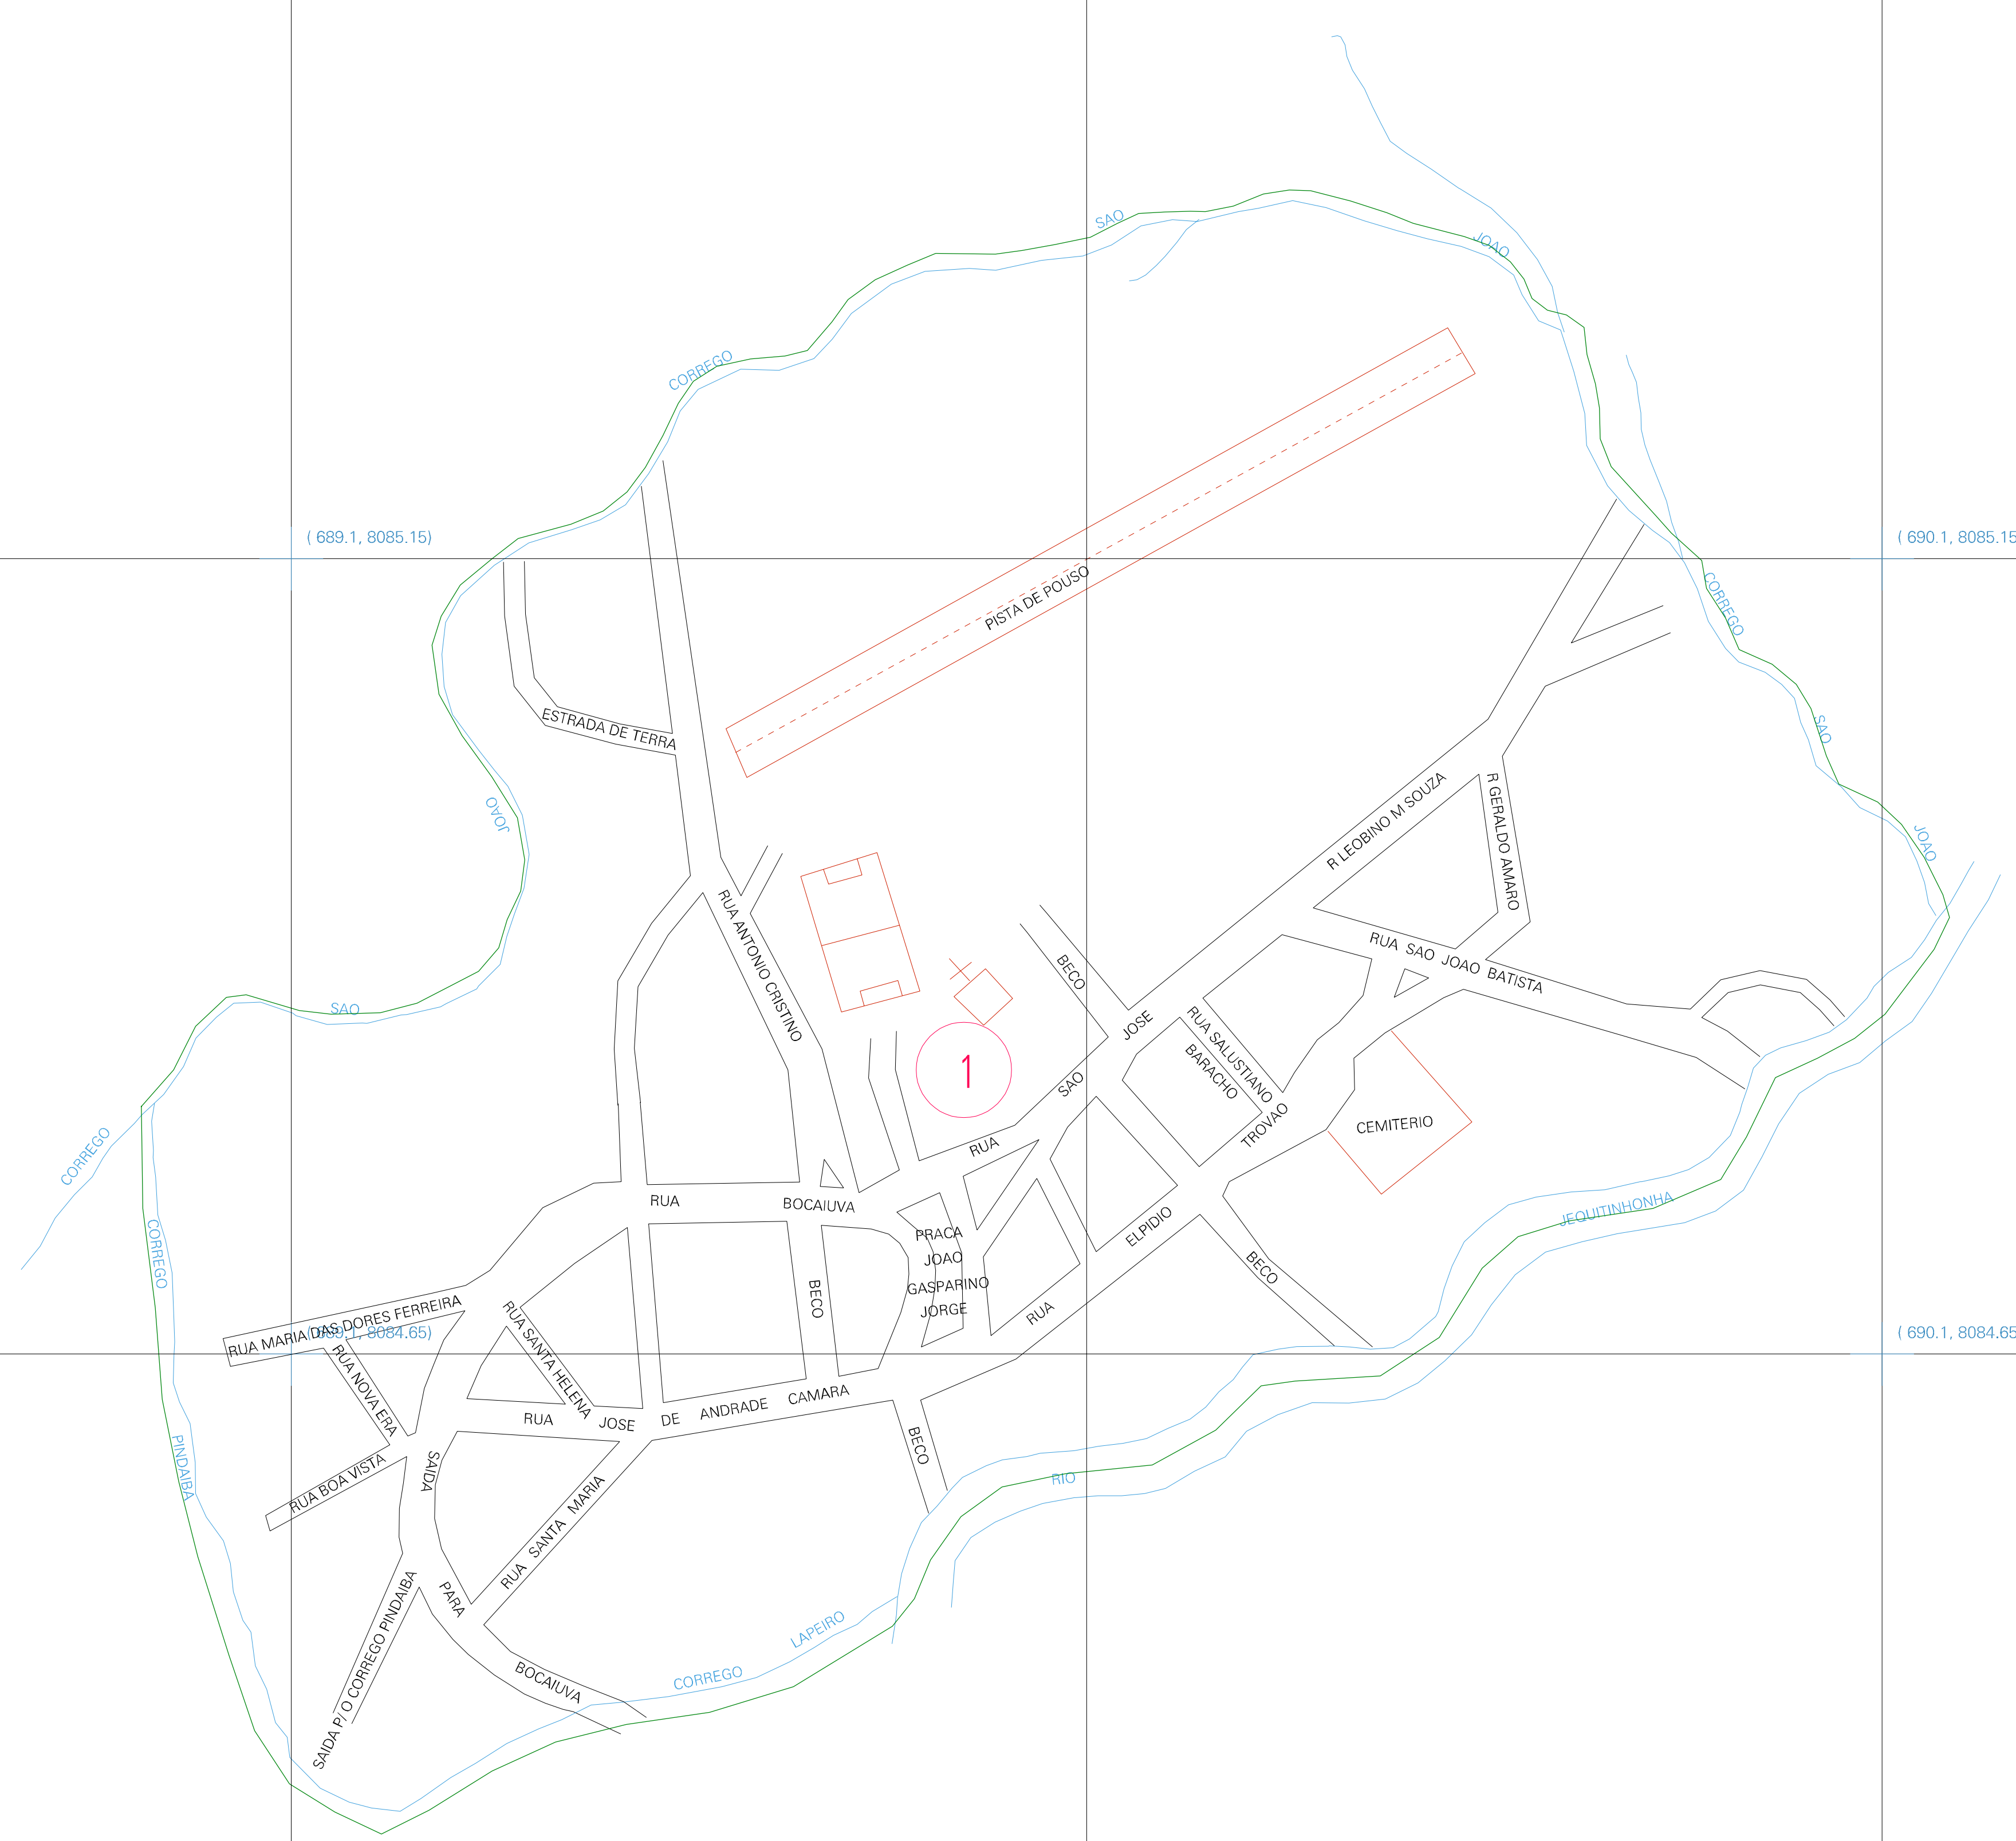 SAO
JOAO
CORREGO
( 689.1, 8085.15)
( 690.1, 8085.15
PISTA DE POUSO
CORREGO
ESTRADA DE TERRA
SAO
JOAO
R LEOBINO M SOUZA
R GERALDO AMARO
JOAO
RUA ANTONIO CRISTINO
RUA SAO JOAO BATISTA
BECO
SAO
JOSE
RUA SALUSTIANO
BARACHO
1
SAO
RUA
TROVAO
CEMITERIO
CORREGO
RUA
BOCAIUVA
JEQUITINHONHA
ELPIDIO
RUA
BECO
PRACA
JOAO
GASPARINO
JORGE
CORREGO
BECO
RUA MARIA DAS DORES FERREIRA
( 689.1, 8084.65)
( 690.1, 8084.65
RUA SANTA HELENA
RUA NOVA ERA
RUA JOSE DE ANDRADE CAMARA
BECO
PINDAIBA
RUA BOA VISTA
SAIDA
RIO
RUA SANTA MARIA
PARA
SAIDA P/ O CORREGO PINDAIBA
BOCAIUVA
CORREGO
LAPEIRO